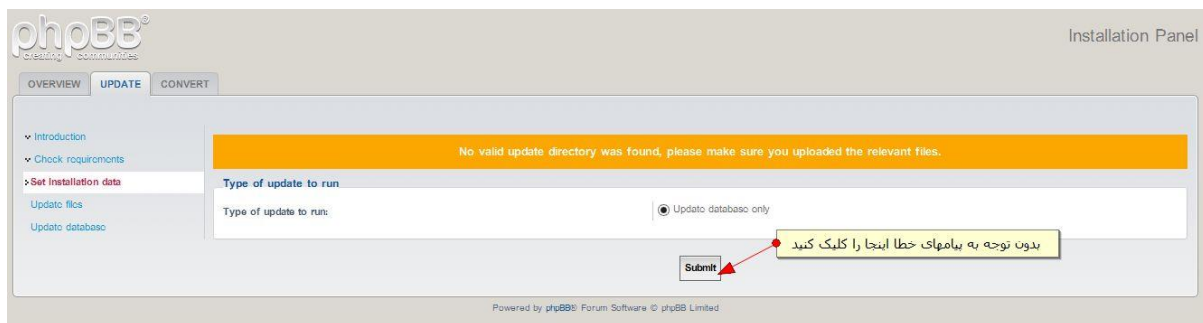 phpBB®
creating communities
Installation Panel
OVERVIEW UPDATE CONVERT
Introduction
Check requirements
Set Installation data
Update files
Update database
No valid update directory was found, please make sure you uploaded the relevant files.
Type of update to run
Type of update to run:
Update database only
بدون توجه به پیامهای خطا اینجا را کلیک کنید
Submit
Powered by phpBB® Forum Software © phpBB Limited